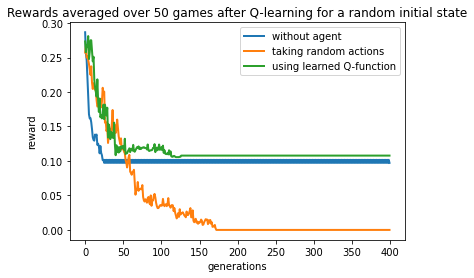 Rewards averaged over 50 games after Q-learning for a random initial state
0.30
0.25
0.20
0.15
0.10
0.05
0.00
reward
without agent
taking random actions
using learned Q-function
0 50 100 150 200 250 300 350 400
generations